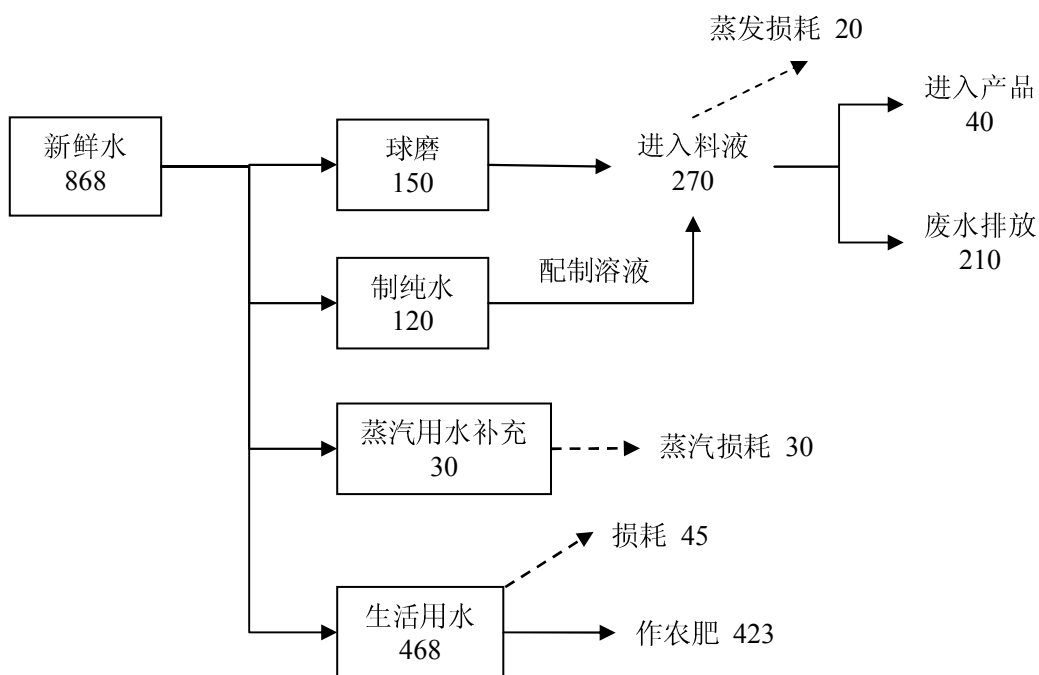 蒸发损耗 20
新鲜水
868
球磨
150
进入料液
270
进入产品
40
废水排放
210
制纯水
120
配制溶液
蒸汽用水补充
30
蒸汽损耗 30
损耗 45
生活用水
468
作农肥 423